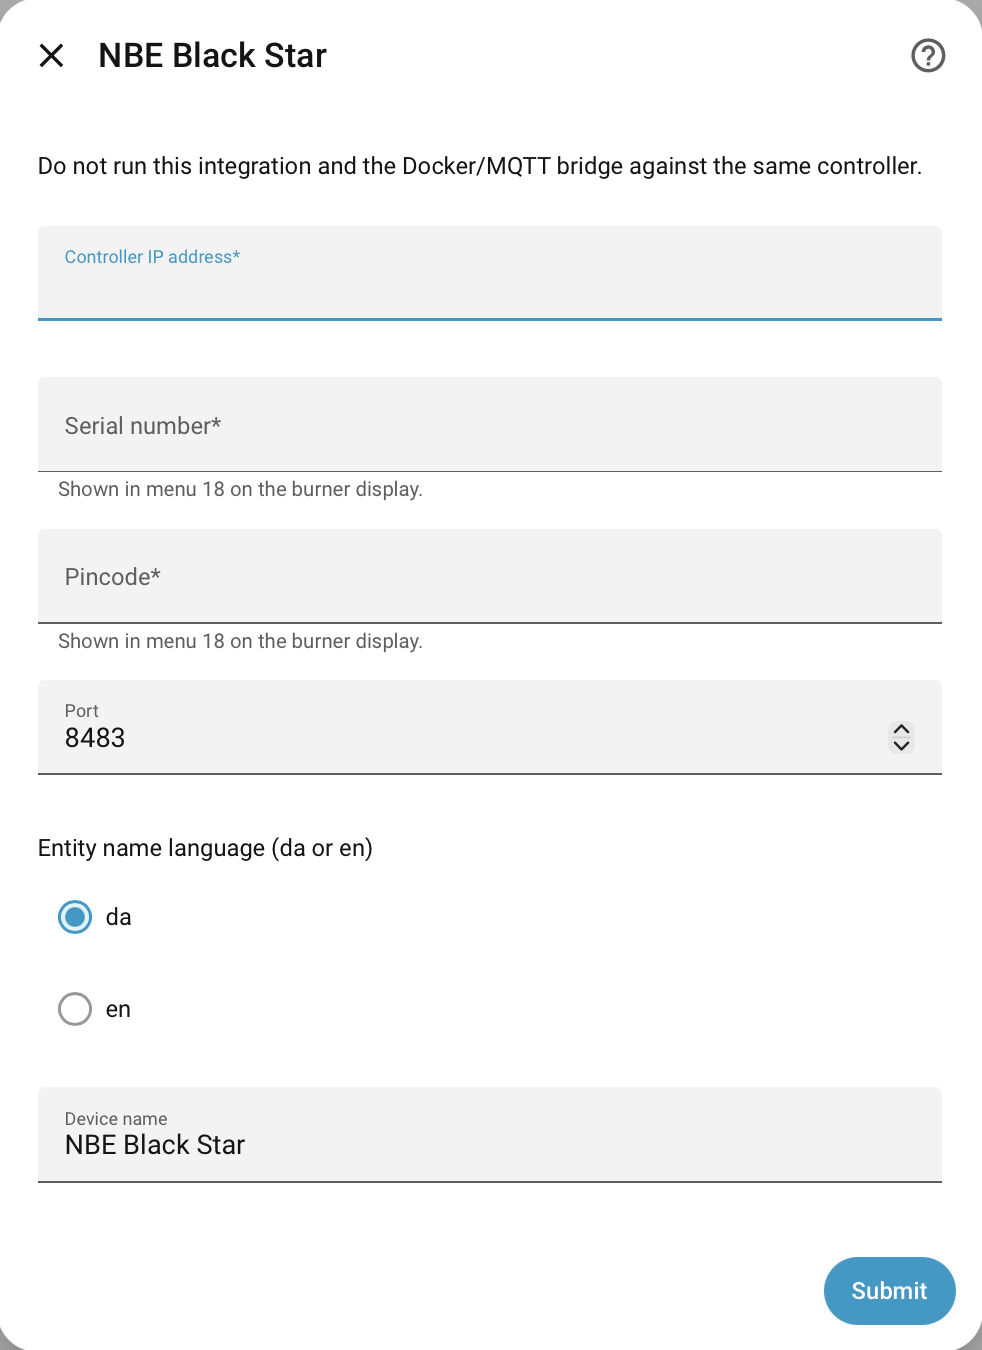 NBE Black Star
Do not run this integration and the Docker/MQTT bridge against the same controller.
Controller IP address*
Serial number*
Shown in menu 18 on the burner display.
Pincode*
Shown in menu 18 on the burner display.
Port
8483
Entity name language (da or en)
da
en
Device name
NBE Black Star
Submit